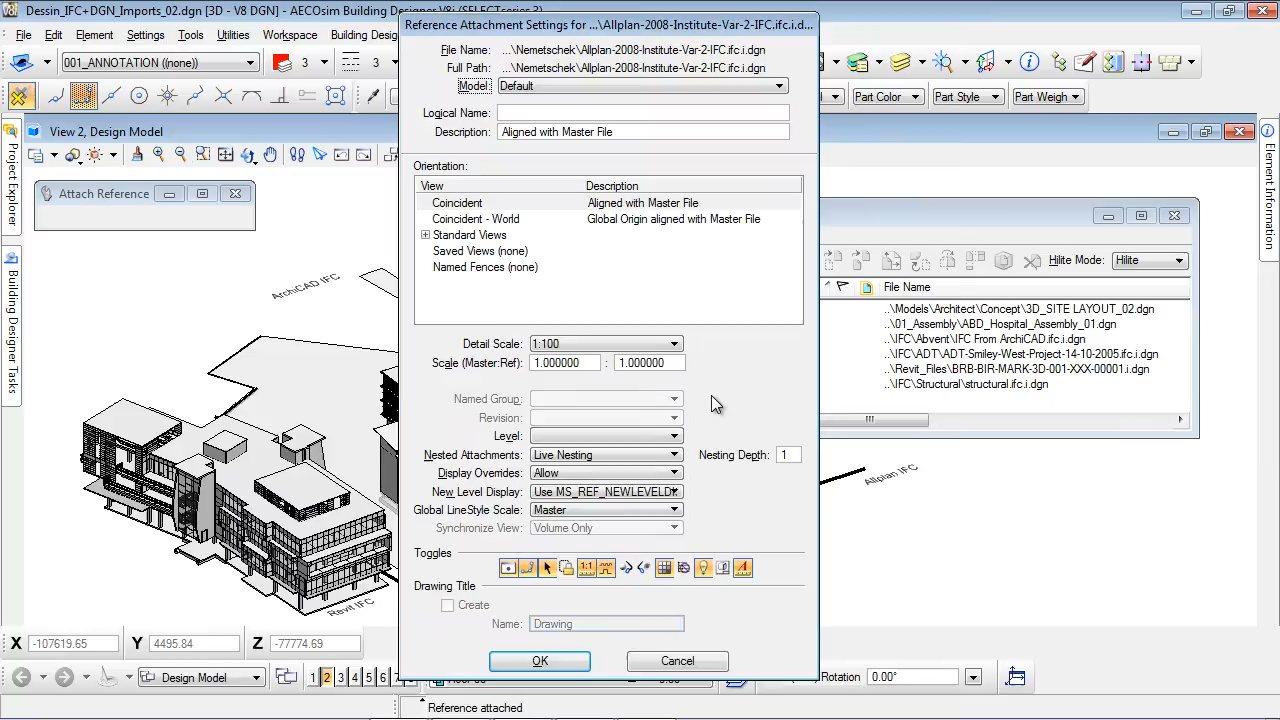 Dessin_IFC+DGN_Imports_02.dgn [3D - V8 DGN] - AECOsim Building Designer V8i (SELECTseries
File Edit Element Settings Tools Utilities Workspace Building Des
001_ANNOTATION ((none)) 3 3
Part Color Part Style Part Weigh
View 2, Design Model
Attach Reference
Project Explorer
Building Designer Tasks
Element Information
Reference Attachment Settings for ...\Allplan-2008-Institute-Var-2-IFC.ifc.i.d...
File Name: ...\Nemetschek\Allplan-2008-Institute-Var-2-IFC.ifc.i.dgn
Full Path: ...\Nemetschek\Allplan-2008-Institute-Var-2-IFC.ifc.i.dgn
Model: Default
Logical Name:
Description: Aligned with Master File
Orientation:
View Description
Coincident Aligned with Master File
Coincident - World Global Origin aligned with Master File
Standard Views
Saved Views (none)
Named Fences (none)
Detail Scale: 1:100
Scale (Master:Ref): 1.000000 : 1.000000
Named Group:
Revision:
Level:
Nested Attachments: Live Nesting Nesting Depth: 1
Display Overrides: Allow
New Level Display: Use MS_REF_NEWLEVELD
Global LineStyle Scale: Master
Synchronize View: Volume Only
Toggles
1:1
Drawing Title
Create
Name: Drawing
OK Cancel
Hilite Mode: Hilite
File Name
..\Models\Architect\Concept\3D_SITE LAYOUT_02.dgn
..\01_Assembly\ABD_Hospital_Assembly_01.dgn
..\IFC\Abvent\IFC From ArchiCAD.ifc.i.dgn
..\IFC\ADT\ADT-Smiley-West-Project-14-10-2005.ifc.i.dgn
..\Revit_Files\BRB-BIR-MARK-3D-001-XXX-00001.i.dgn
..\IFC\Structural\structural.ifc.i.dgn
ArchiCAD IFC
Allplan IFC
Revit IFC
X -107619.65 Y 4495.84 Z -77774.69
Design Model 1 2 3 4 5 6 7
Rotation 0.00°
Reference attached